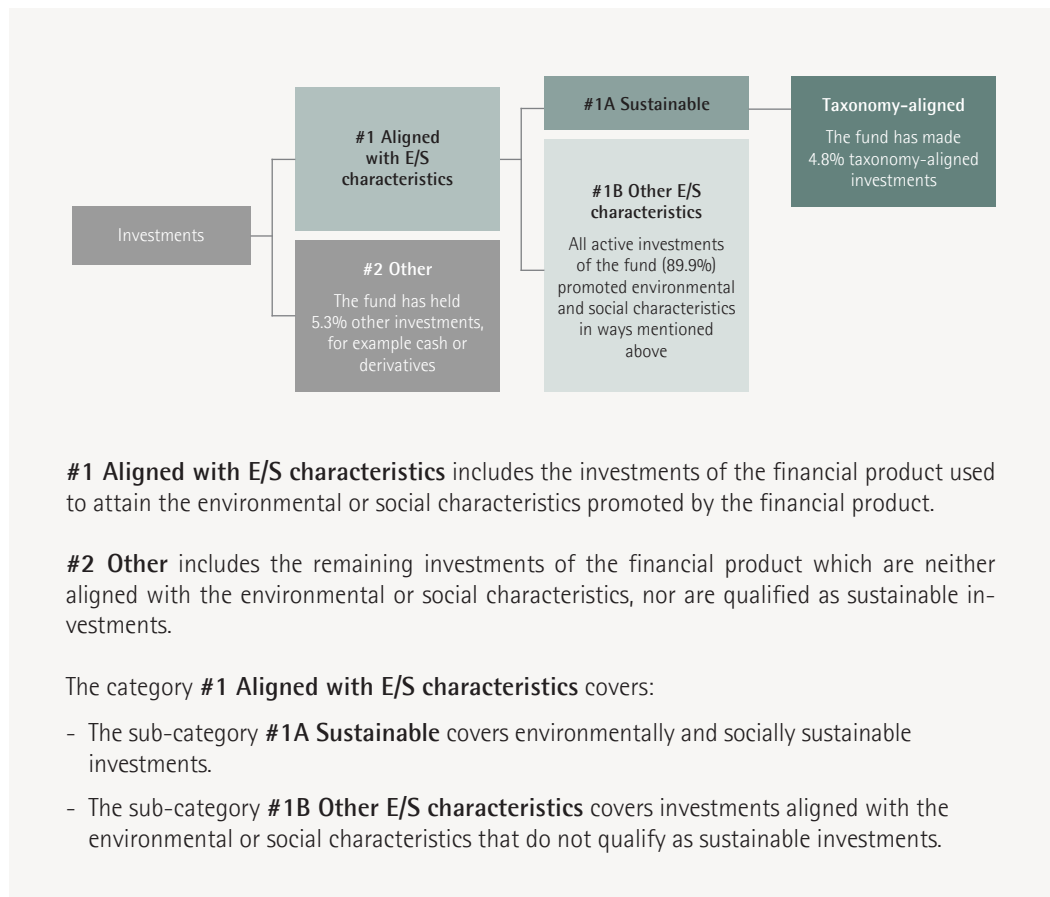 Investments
#1 Aligned
with E/S
characteristics
#2 Other
The fund has held
5.3% other investments,
for example cash or
derivatives
#1A Sustainable
#1B Other E/S
characteristics
All active investments
of the fund (89.9%)
promoted environmental
and social characteristics
in ways mentioned
above
Taxonomy-aligned
The fund has made
4.8% taxonomy-aligned
investments
#1 Aligned with E/S characteristics includes the investments of the financial product used
to attain the environmental or social characteristics promoted by the financial product.
#2 Other includes the remaining investments of the financial product which are neither
aligned with the environmental or social characteristics, nor are qualified as sustainable in-
vestments.
The category #1 Aligned with E/S characteristics covers:
- The sub-category #1A Sustainable covers environmentally and socially sustainable
investments.
- The sub-category #1B Other E/S characteristics covers investments aligned with the
environmental or social characteristics that do not qualify as sustainable investments.